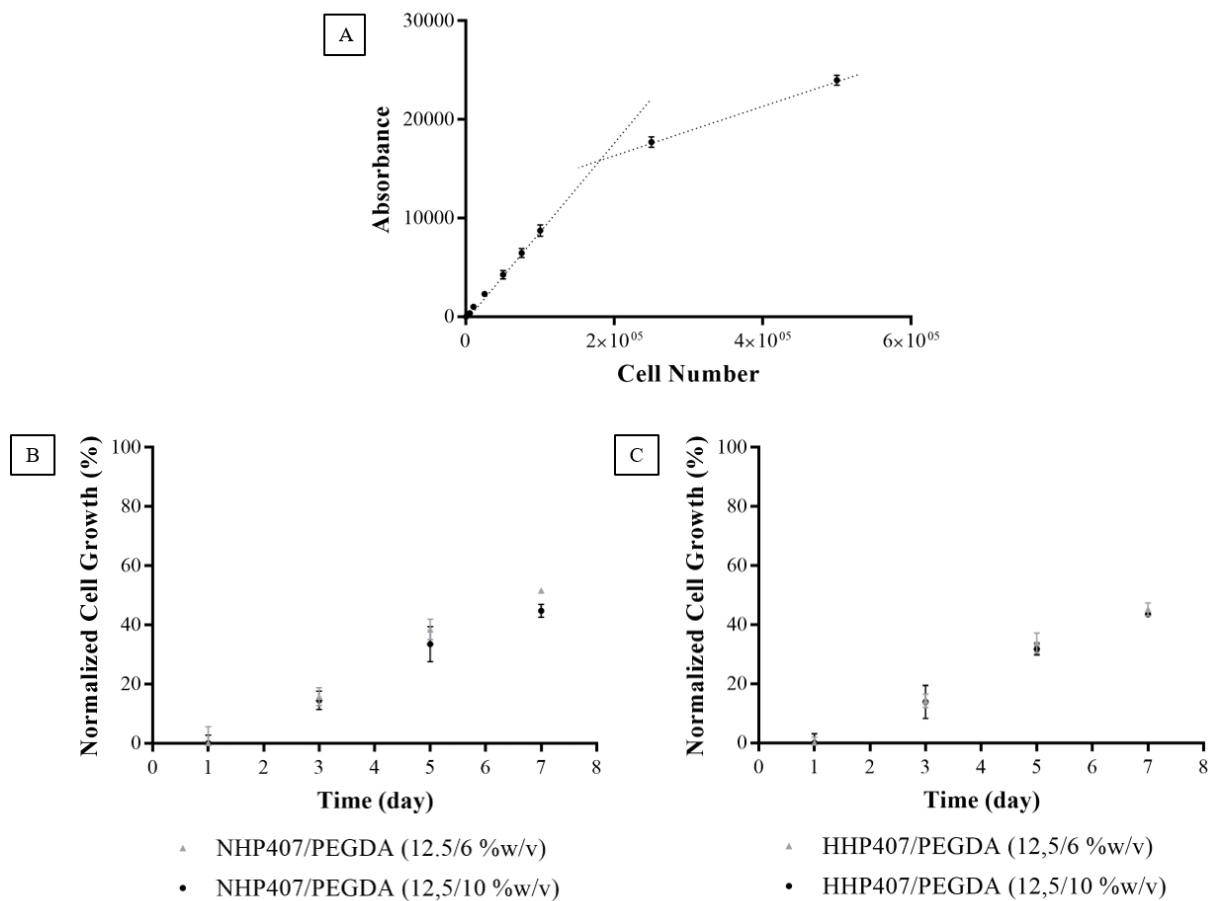 A
30000
20000
10000
0
Absorbance
0
2×10⁰⁵
4×10⁰⁵
6×10⁰⁵
Cell Number
B
100
80
60
40
20
0
Normalized Cell Growth (%)
0 1 2 3 4 5 6 7 8
Time (day)
NHP407/PEGDA (12.5/6 %w/v)
NHP407/PEGDA (12,5/10 %w/v)
C
100
80
60
40
20
0
Normalized Cell Growth (%)
0 1 2 3 4 5 6 7 8
Time (day)
HHP407/PEGDA (12,5/6 %w/v)
HHP407/PEGDA (12,5/10 %w/v)